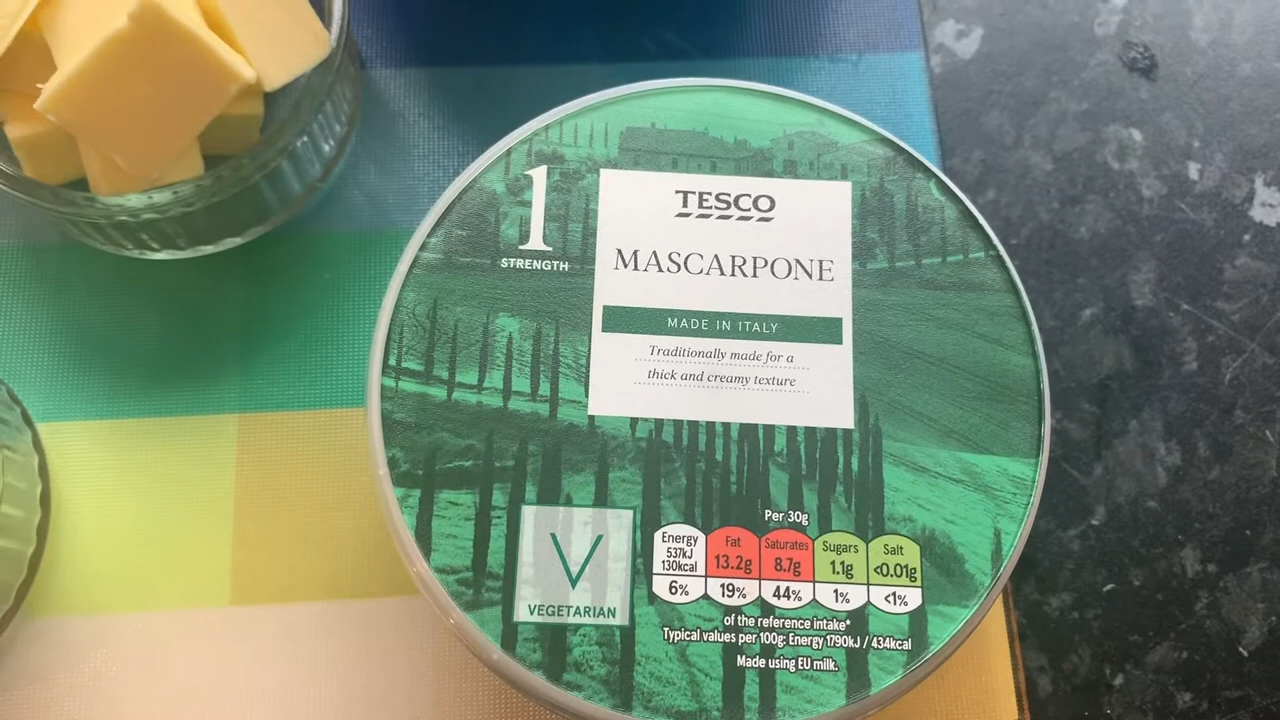 1
STRENGTH
TESCO
MASCARPONE
MADE IN ITALY
Traditionally made for a
thick and creamy texture
V
VEGETARIAN
Per 30g
Energy 537kJ 130kcal 6%
Fat 13.2g 19%
Saturates 8.7g 44%
Sugars 1.1g 1%
Salt <0.01g <1%
of the reference intake*
Typical values per 100g: Energy 1790kJ / 434kcal
Made using EU milk.